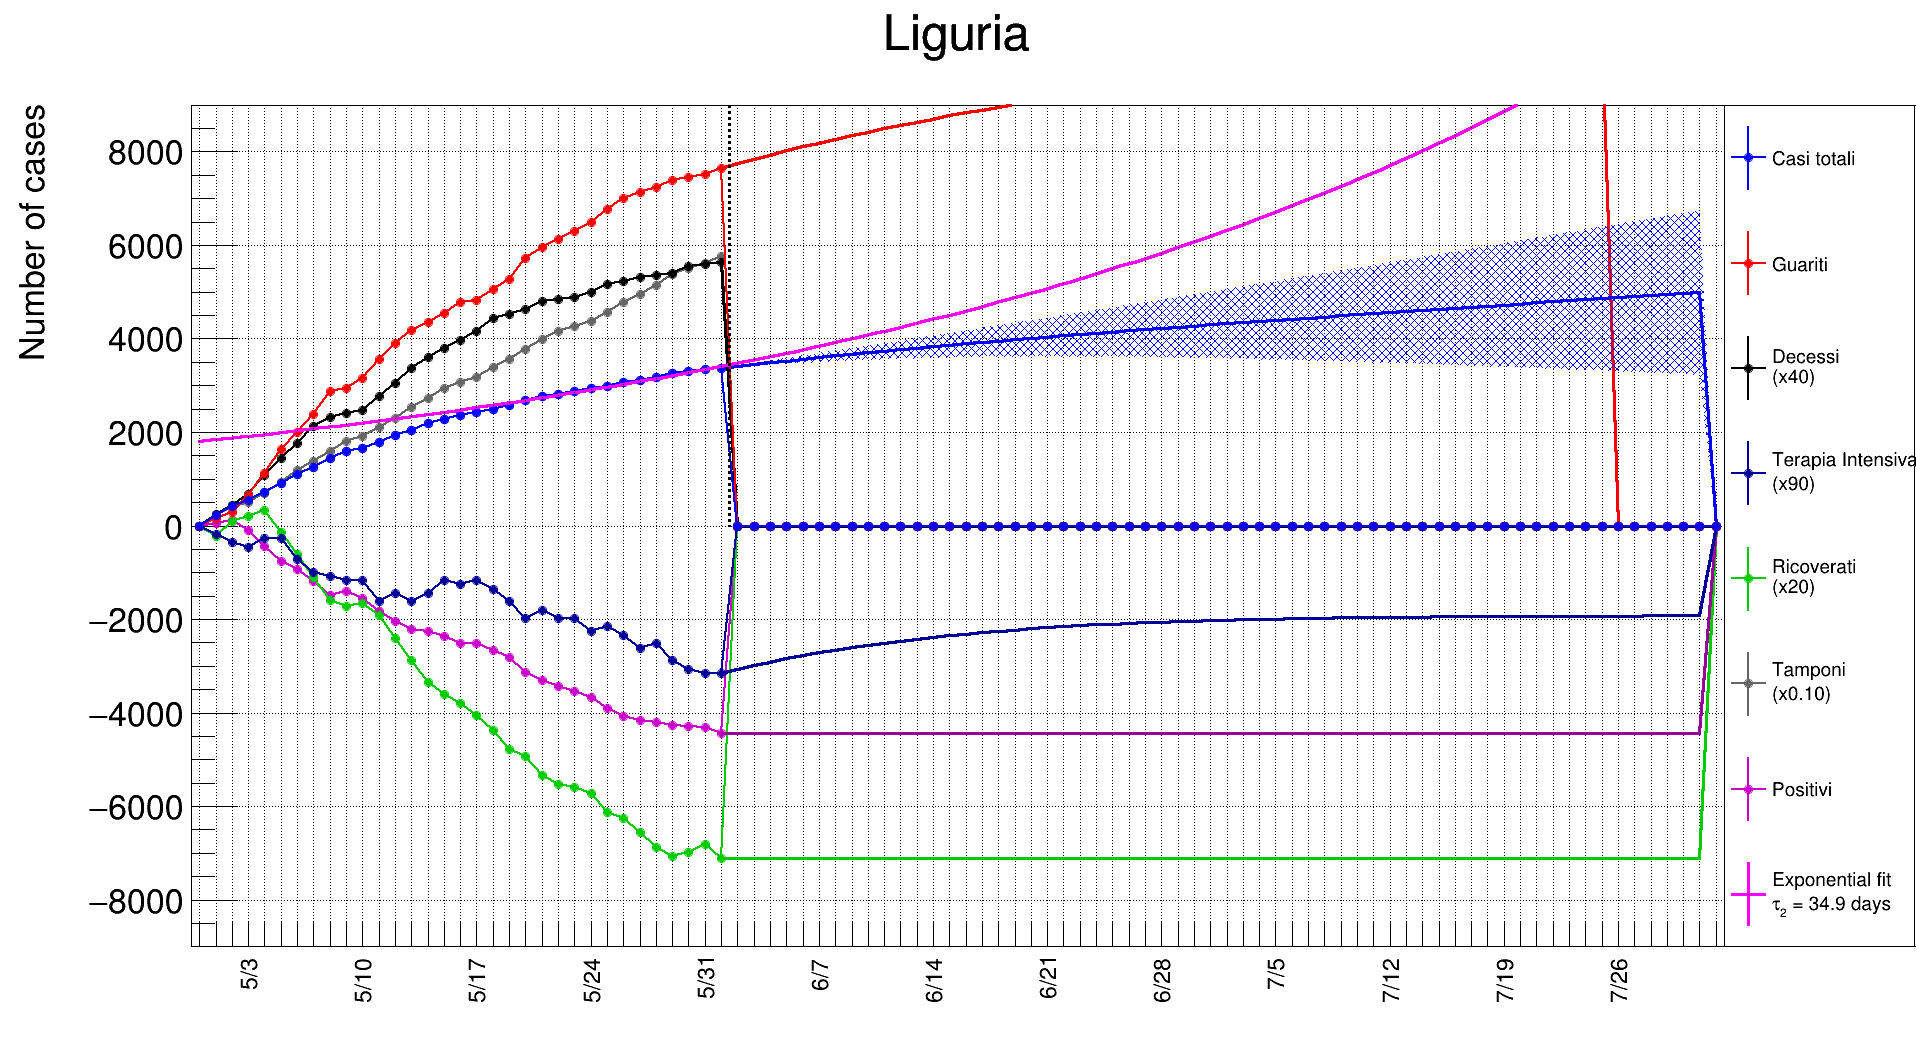 Liguria
Number of cases
8000
6000
4000
2000
0
−2000
−4000
−6000
−8000
5/3
5/10
5/17
5/24
5/31
6/7
6/14
6/21
6/28
7/5
7/12
7/19
7/26
Casi totali
Guariti
Decessi
(x40)
Terapia Intensiva
(x90)
Ricoverati
(x20)
Tamponi
(x0.10)
Positivi
Exponential fit
τ2 = 34.9 days